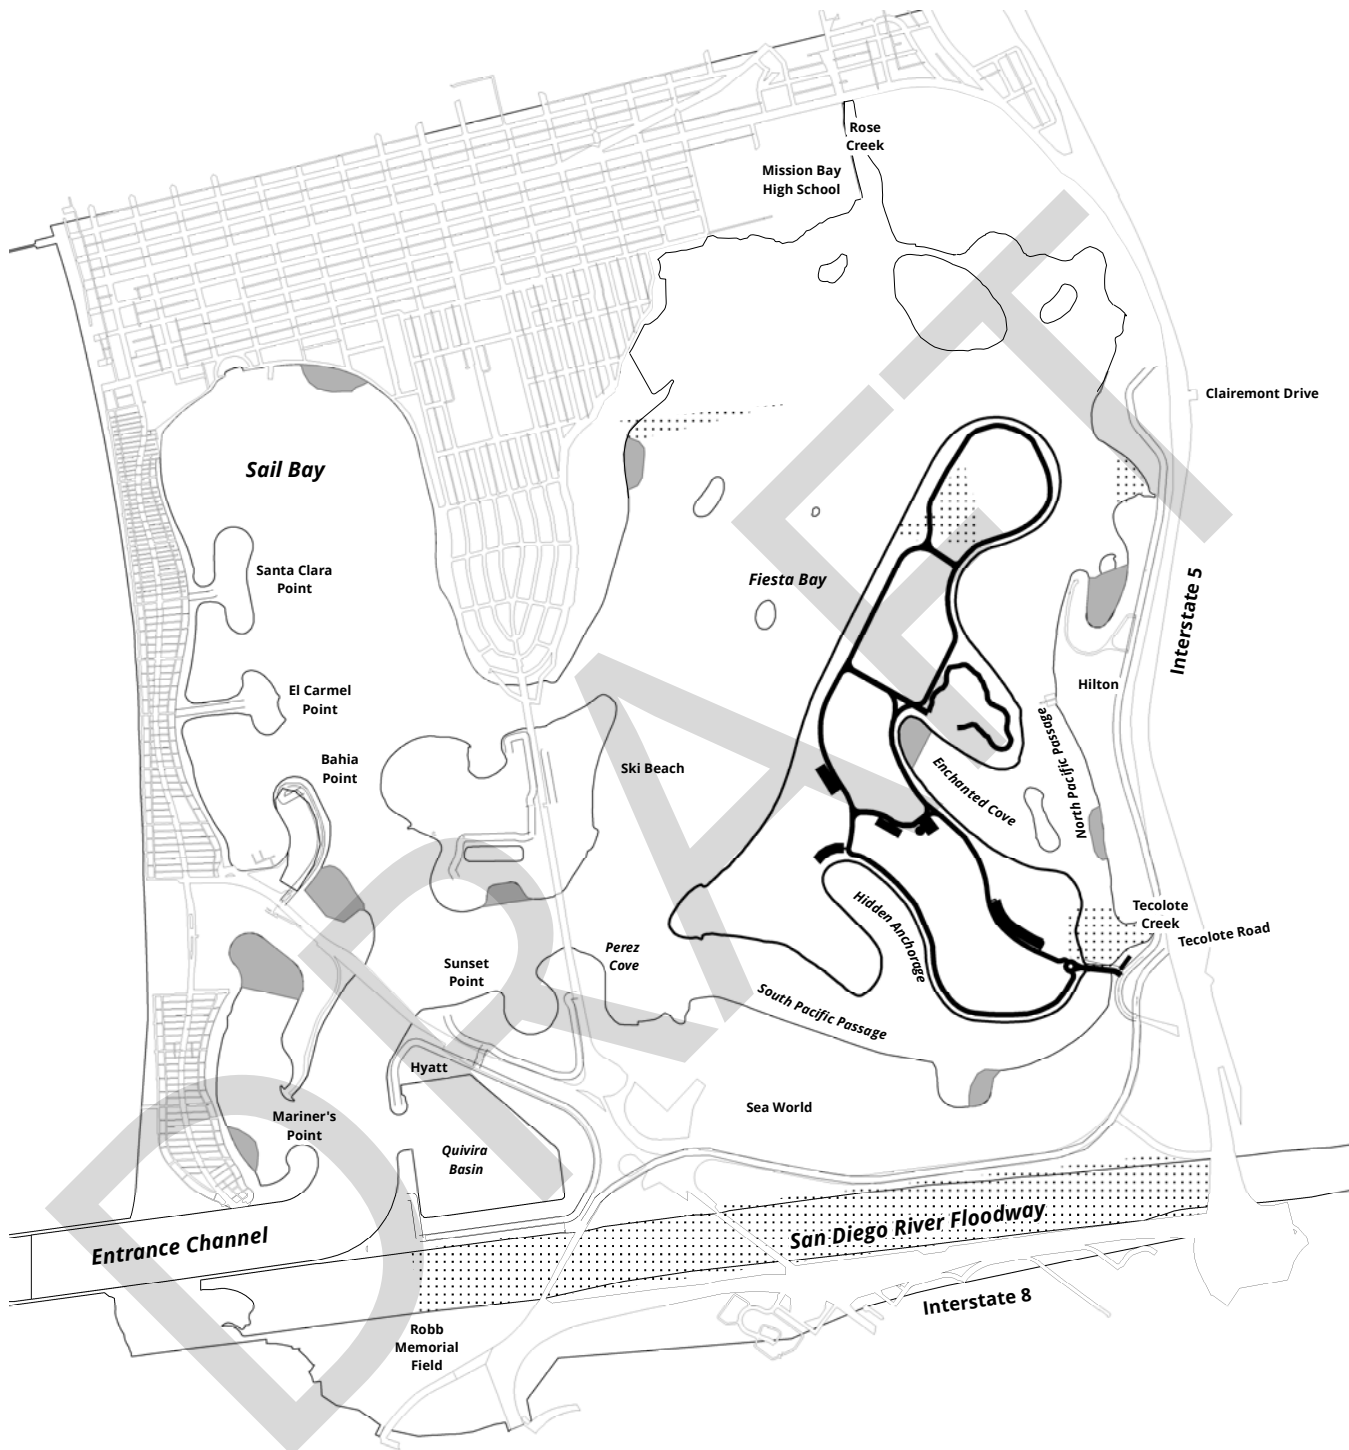 Rose
Creek
Mission Bay
High School
Clairemont Drive
Sail Bay
Santa Clara
Point
Fiesta Bay
Interstate 5
El Carmel
Point
Hilton
Bahia
Point
Ski Beach
North Pacific Passage
Enchanted Cove
Hidden Anchorage
Tecolote
Creek
Tecolote Road
Perez
Cove
Sunset
Point
South Pacific Passage
Hyatt
Sea World
Mariner's
Point
Quivira
Basin
Entrance Channel
San Diego River Floodway
Interstate 8
Robb
Memorial
Field
DRAFT